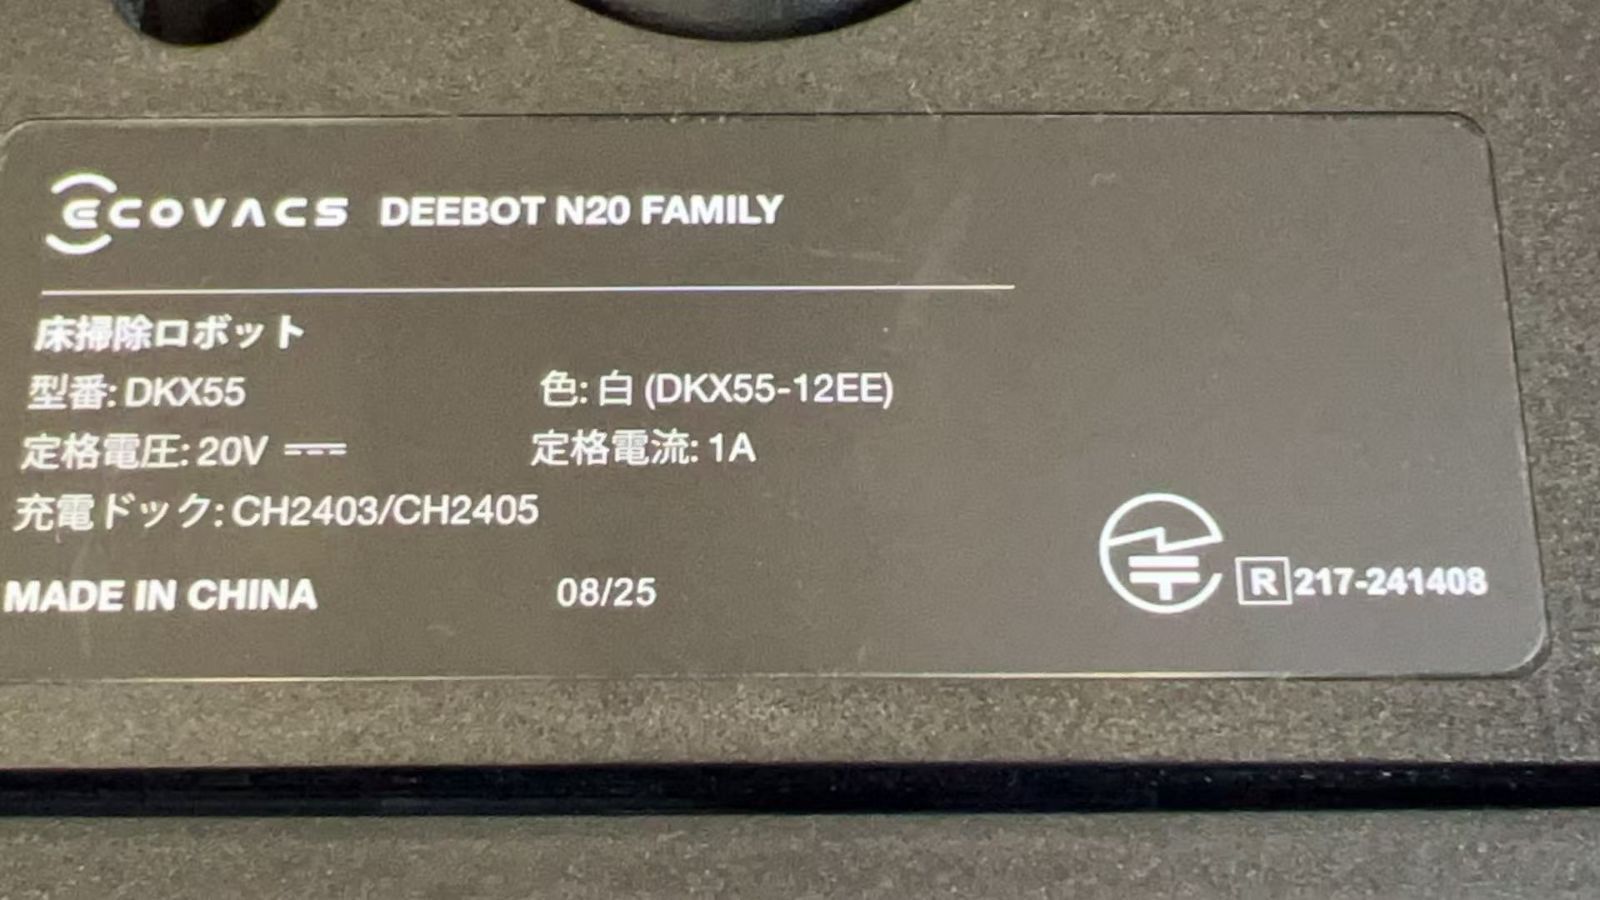 ECOVACS DEEBOT N20 FAMILY
床掃除ロボット
型番: DKX55 色: 白 (DKX55-12EE)
定格電圧: 20V 定格電流: 1A
充電ドック: CH2403/CH2405
MADE IN CHINA 08/25
R 217-241408